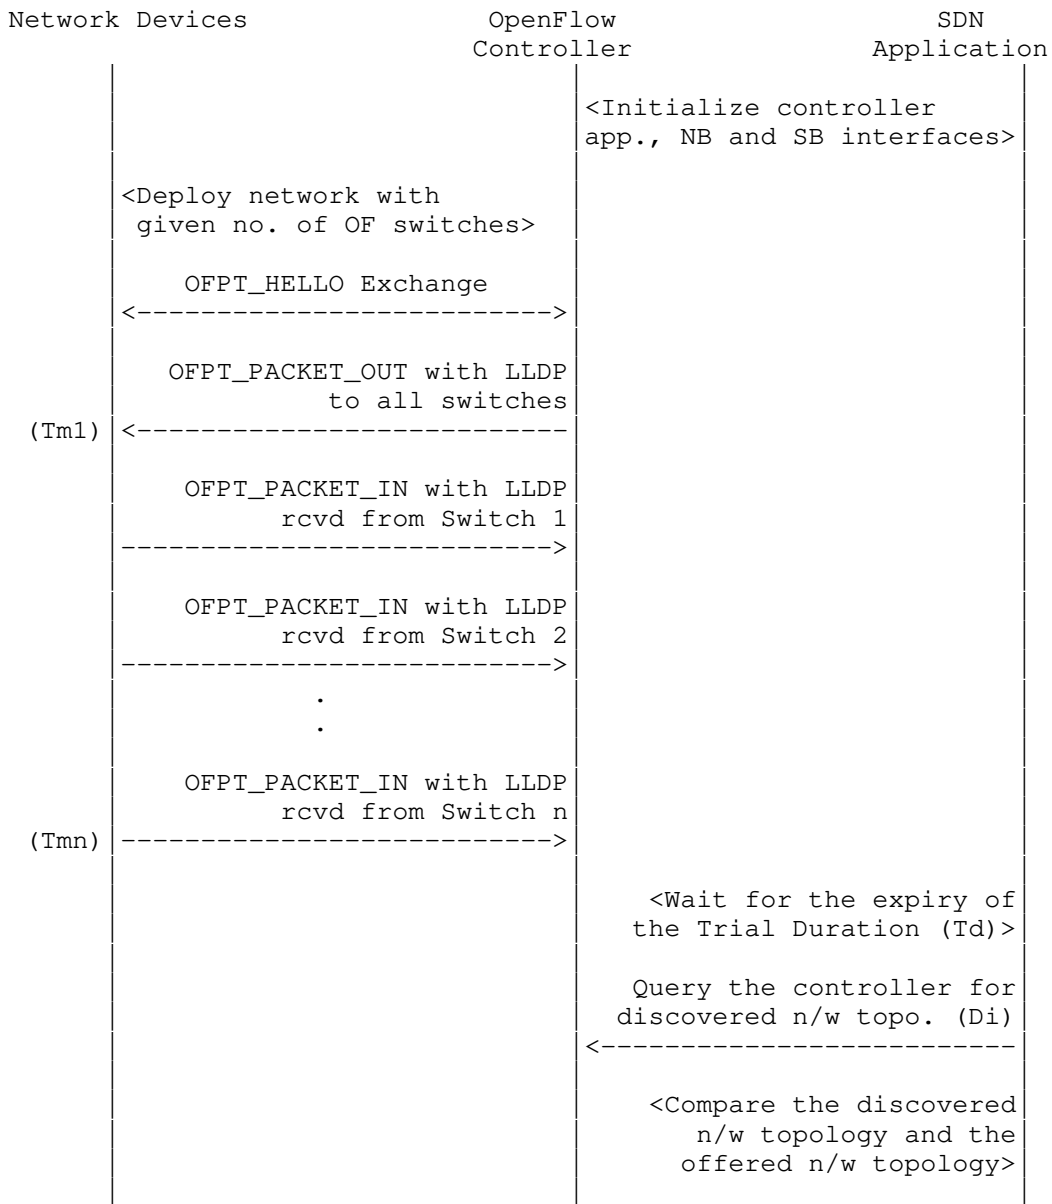 Network Devices OpenFlow SDN
Controller Application
<Initialize controller
app., NB and SB interfaces>
<Deploy network with
given no. of OF switches>
OFPT_HELLO Exchange
<--------------------------->
OFPT_PACKET_OUT with LLDP
to all switches
(Tm1) <---------------------------
OFPT_PACKET_IN with LLDP
rcvd from Switch 1
--------------------------->
OFPT_PACKET_IN with LLDP
rcvd from Switch 2
--------------------------->
.
.
OFPT_PACKET_IN with LLDP
rcvd from Switch n
(Tmn) --------------------------->
<Wait for the expiry of
the Trial Duration (Td)>
Query the controller for
discovered n/w topo. (Di)
<--------------------------
<Compare the discovered
n/w topology and the
offered n/w topology>